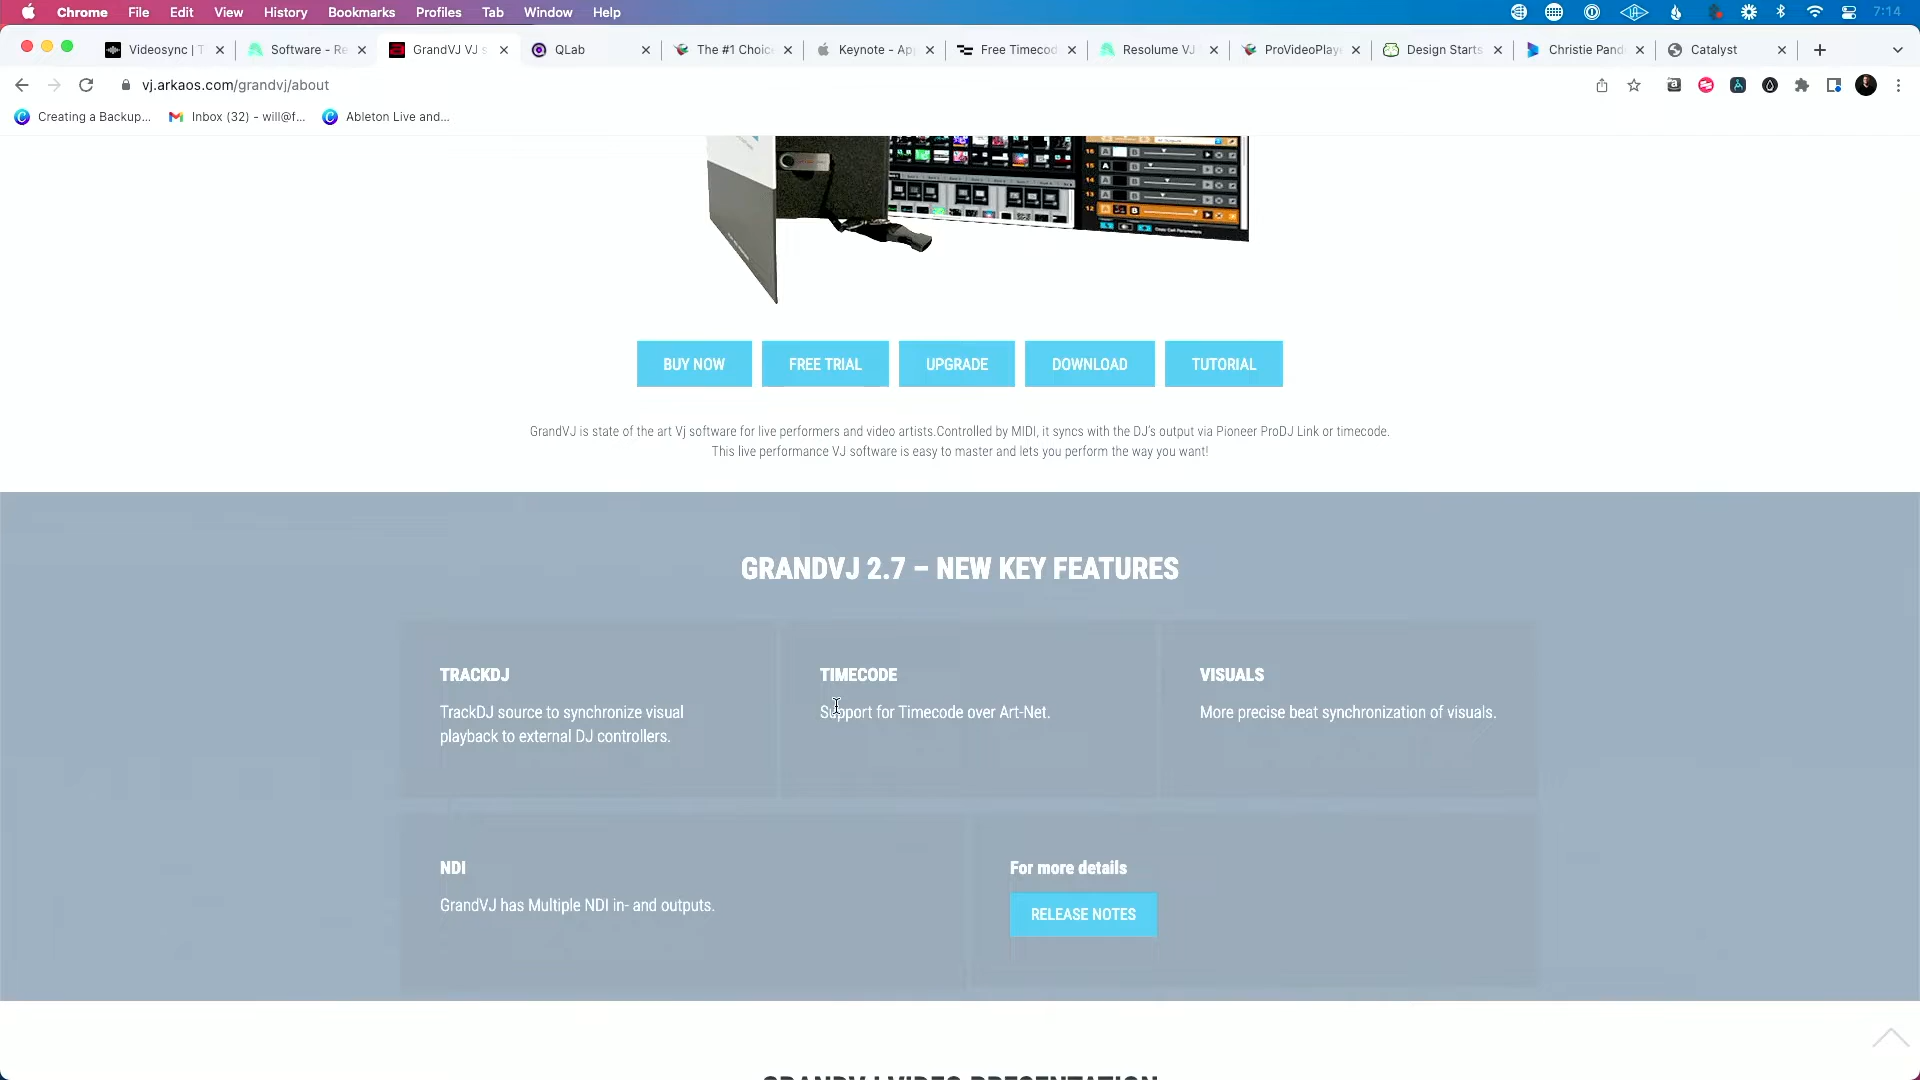 Chrome File Edit View History Bookmarks Profiles Tab Window Help 7:14
Videosync | T Software - Re GrandVJ VJ s QLab The #1 Choic Keynote - Ap Free Timecod Resolume VJ ProVideoPlay Design Starts Christie Pand Catalyst
vj.arkaos.com/grandvj/about
Creating a Backup... Inbox (32) - will@f... Ableton Live and...
BUY NOW FREE TRIAL UPGRADE DOWNLOAD TUTORIAL
GrandVJ is state of the art Vj software for live performers and video artists.Controlled by MIDI, it syncs with the DJ's output via Pioneer ProDJ Link or timecode.
This live performance VJ software is easy to master and lets you perform the way you want!
GRANDVJ 2.7 – NEW KEY FEATURES
TRACKDJ
TrackDJ source to synchronize visual
playback to external DJ controllers.
TIMECODE
Support for Timecode over Art-Net.
VISUALS
More precise beat synchronization of visuals.
NDI
GrandVJ has Multiple NDI in- and outputs.
For more details
RELEASE NOTES
GRANDVJ VIDEO PRESENTATION